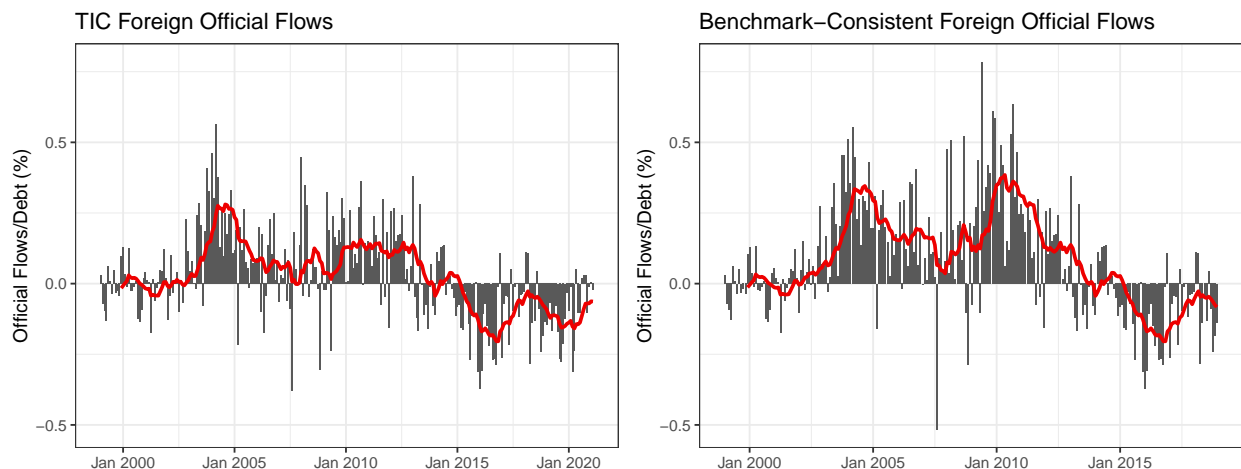 TIC Foreign Official Flows
Official Flows/Debt (%)
0.5
0.0
−0.5
Jan 2000 Jan 2005 Jan 2010 Jan 2015 Jan 2020
Benchmark−Consistent Foreign Official Flows
Official Flows/Debt (%)
0.5
0.0
−0.5
Jan 2000 Jan 2005 Jan 2010 Jan 2015